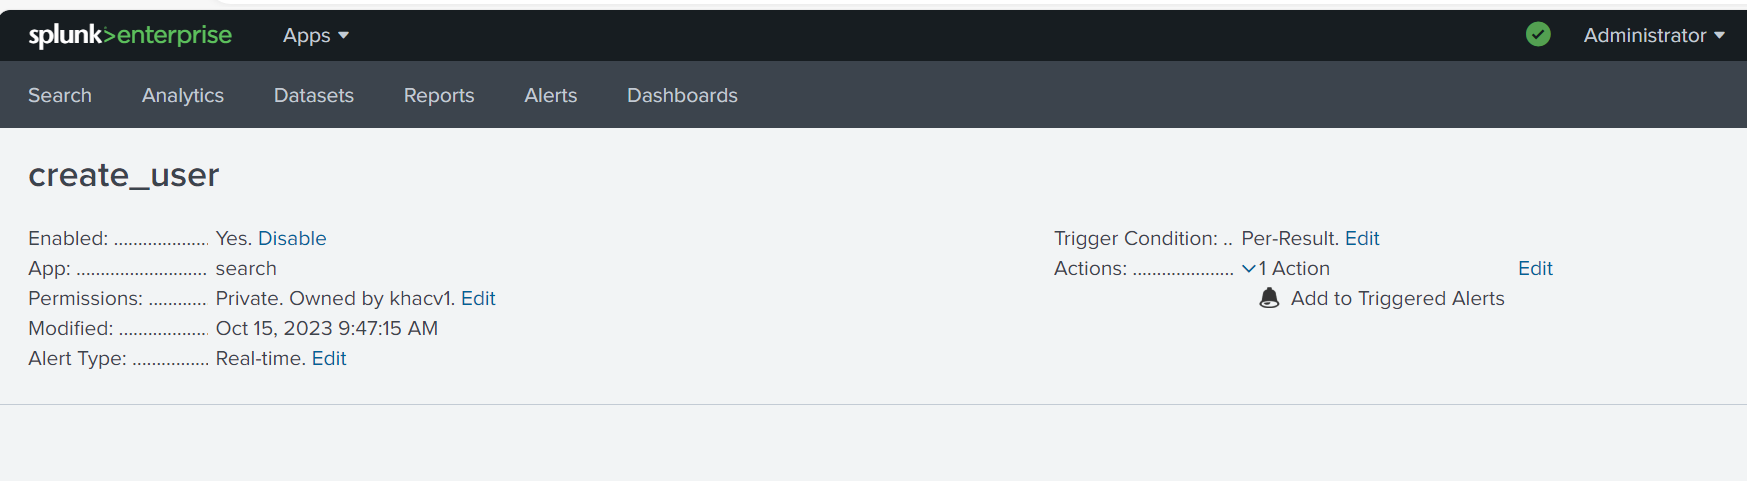 splunk>enterprise Apps Administrator
Search Analytics Datasets Reports Alerts Dashboards
create_user
Enabled: ................... Yes. Disable
App: .......................... search
Permissions: ............ Private. Owned by khacv1. Edit
Modified: .................. Oct 15, 2023 9:47:15 AM
Alert Type: ................ Real-time. Edit
Trigger Condition: .. Per-Result. Edit
Actions: ..................... 1 Action Edit
Add to Triggered Alerts